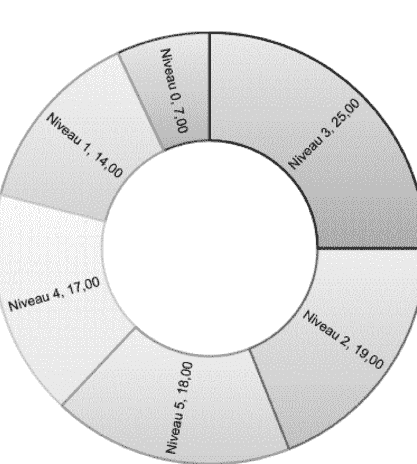 Niveau 3, 25,00
Niveau 2, 19,00
Niveau 5, 18,00
Niveau 4, 17,00
Niveau 1, 14,00
Niveau 0, 7,00